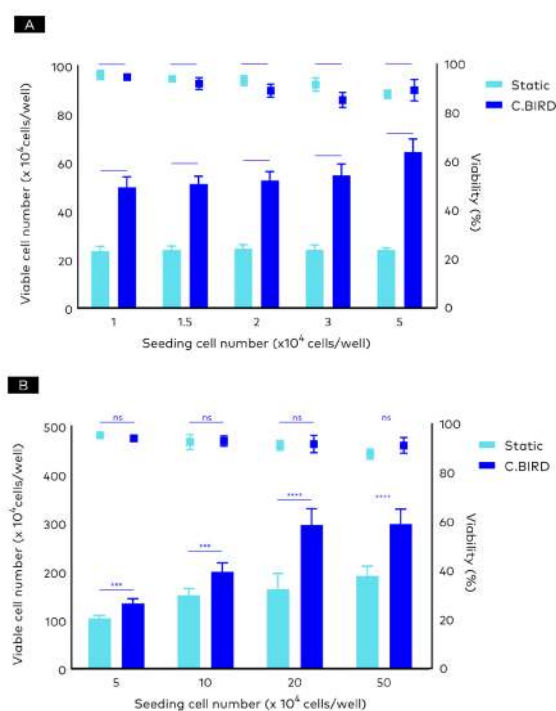 A
Viable cell number (x 10⁴cells/well)
100
80
60
40
20
0
100
80
60
40
20
0
Viability (%)
Static
C.BIRD
1 1.5 2 3 5
Seeding cell number (x10⁴ cells/well)
B
Viable cell number (x 10⁴cells/well)
500
400
300
200
100
0
ns ns ns ns
*** *** **** ****
100
80
60
40
20
0
Viability (%)
Static
C.BIRD
5 10 20 50
Seeding cell number (x10⁴ cells/well)